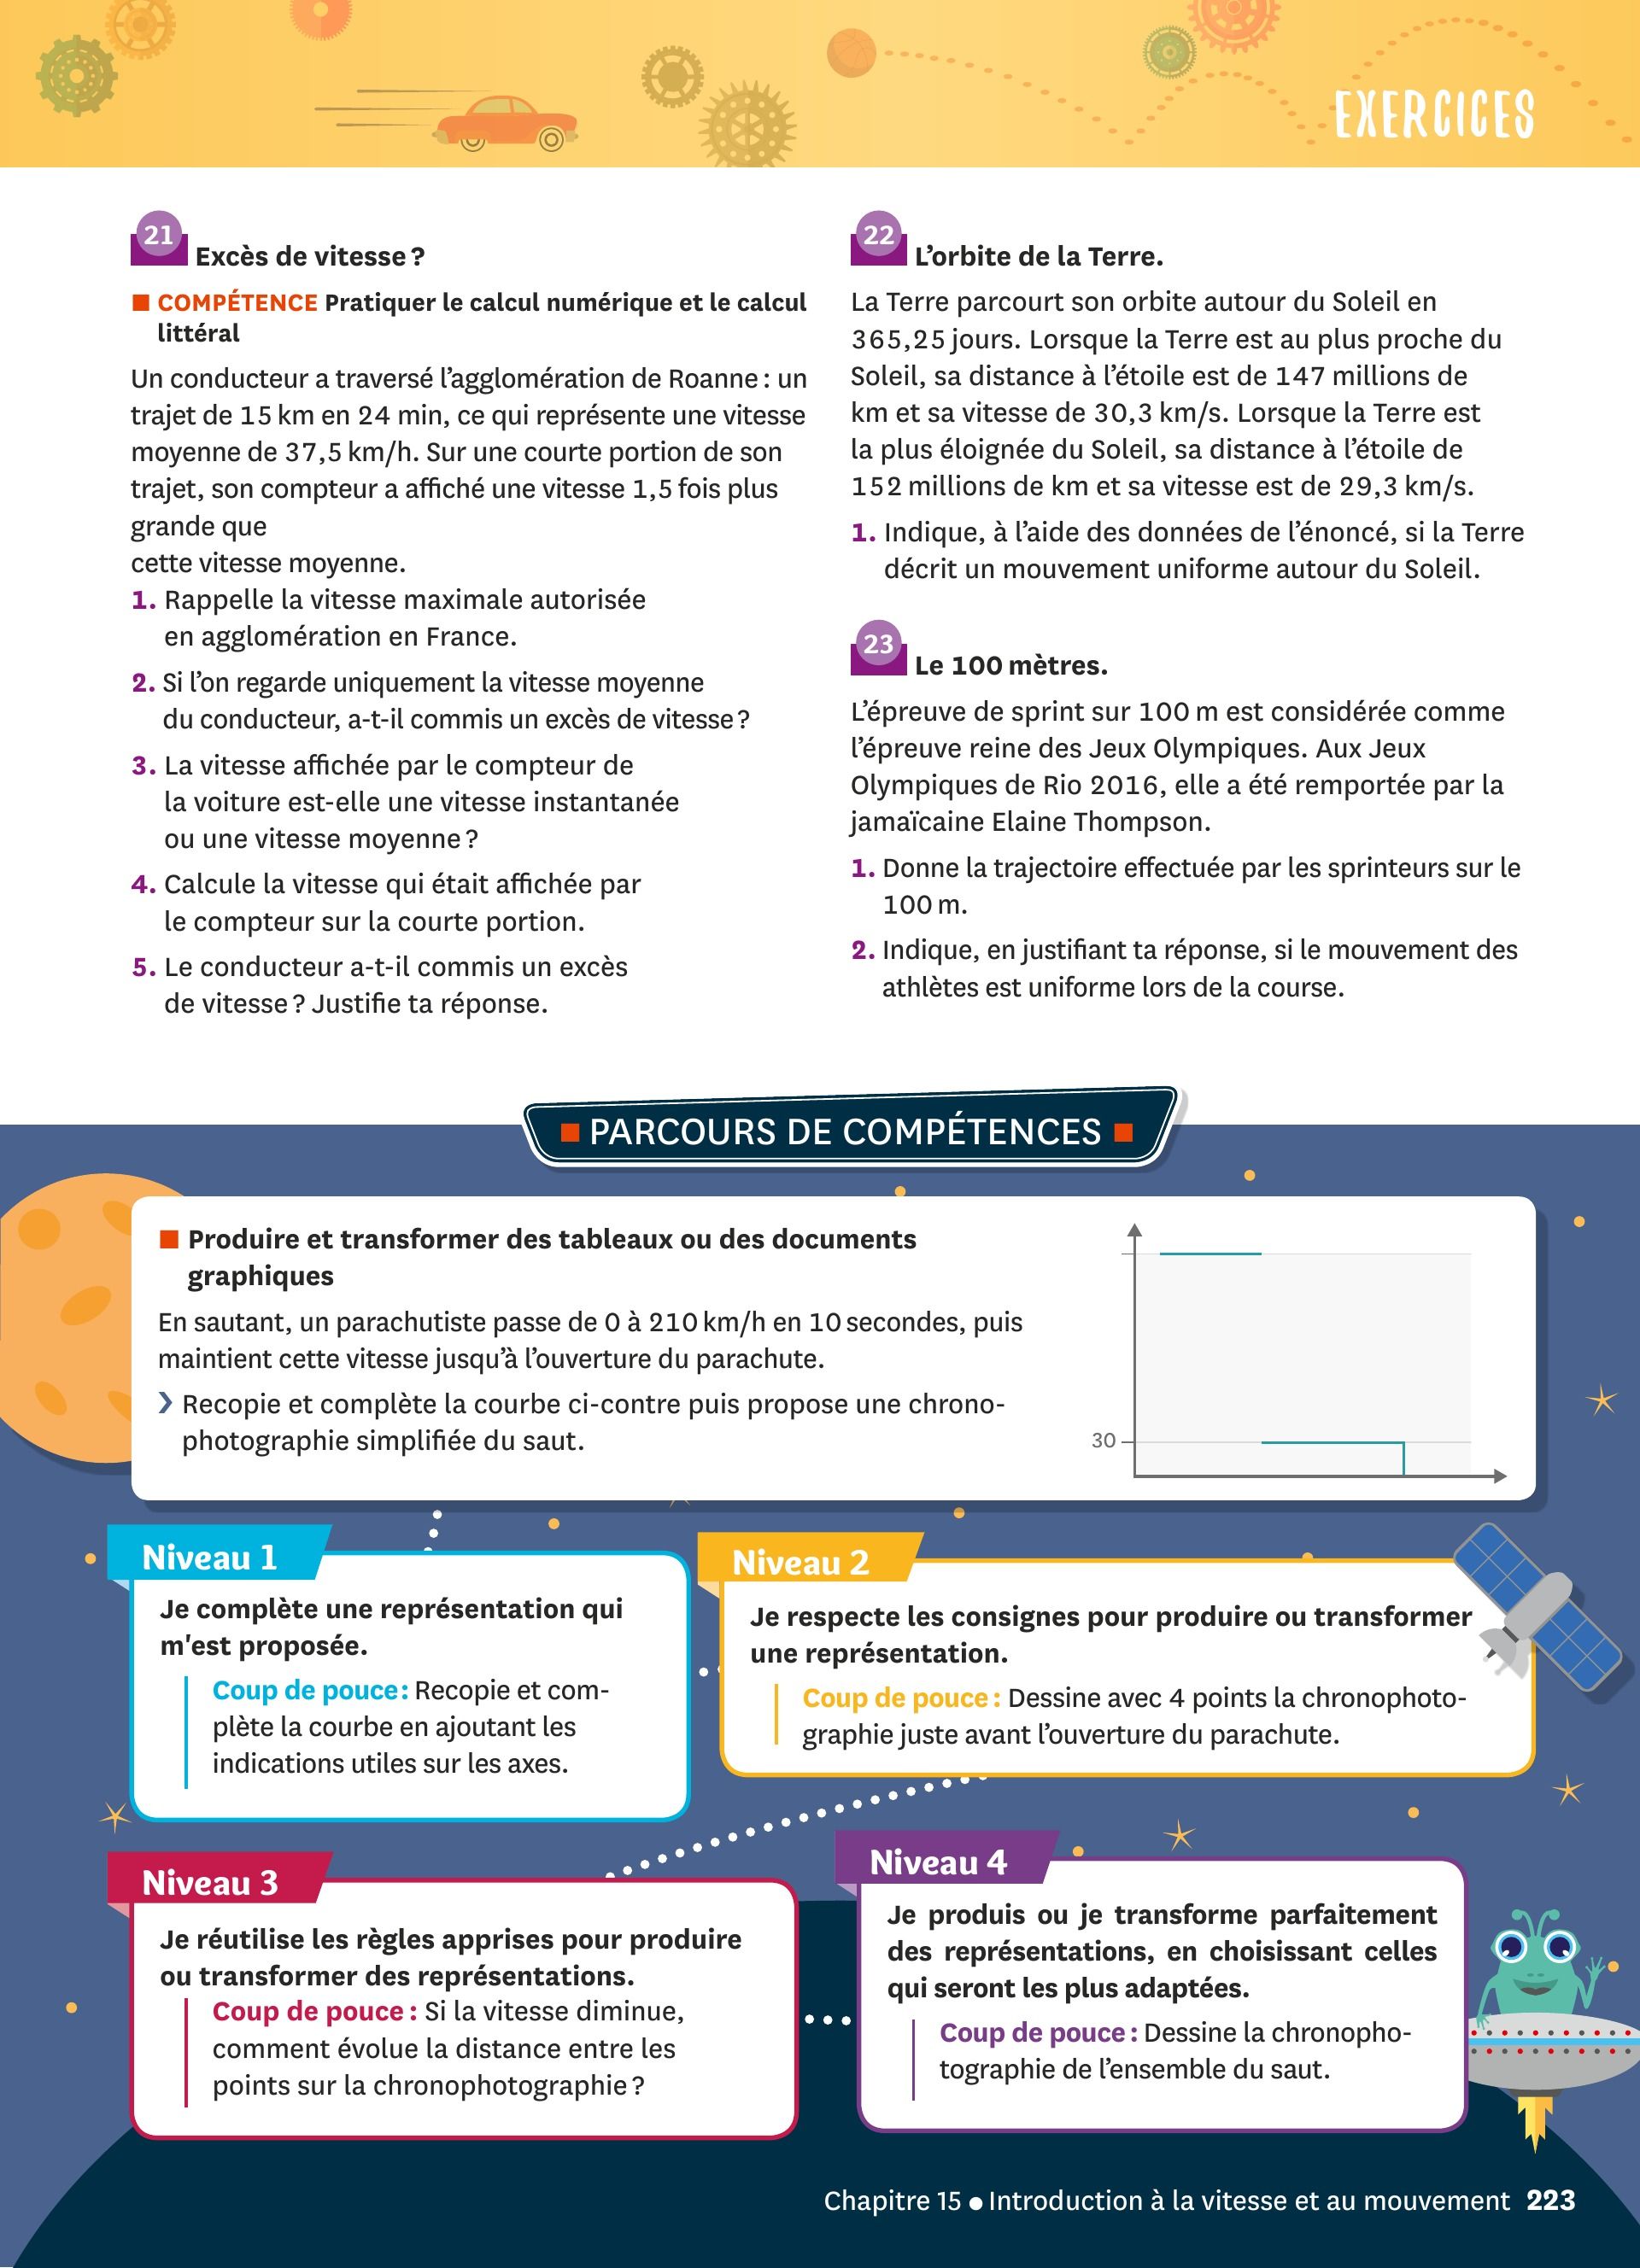 EXERCICES
21
Excès de vitesse ?
■ COMPÉTENCE Pratiquer le calcul numérique et le calcul
littéral
Un conducteur a traversé l'agglomération de Roanne : un
trajet de 15 km en 24 min, ce qui représente une vitesse
moyenne de 37,5 km/h. Sur une courte portion de son
trajet, son compteur a affiché une vitesse 1,5 fois plus
grande que
cette vitesse moyenne.
1. Rappelle la vitesse maximale autorisée
en agglomération en France.
2. Si l'on regarde uniquement la vitesse moyenne
du conducteur, a-t-il commis un excès de vitesse ?
3. La vitesse affichée par le compteur de
la voiture est-elle une vitesse instantanée
ou une vitesse moyenne ?
4. Calcule la vitesse qui était affichée par
le compteur sur la courte portion.
5. Le conducteur a-t-il commis un excès
de vitesse ? Justifie ta réponse.
22
L'orbite de la Terre.
La Terre parcourt son orbite autour du Soleil en
365,25 jours. Lorsque la Terre est au plus proche du
Soleil, sa distance à l'étoile est de 147 millions de
km et sa vitesse de 30,3 km/s. Lorsque la Terre est
la plus éloignée du Soleil, sa distance à l'étoile de
152 millions de km et sa vitesse est de 29,3 km/s.
1. Indique, à l'aide des données de l'énoncé, si la Terre
décrit un mouvement uniforme autour du Soleil.
23
Le 100 mètres.
L'épreuve de sprint sur 100 m est considérée comme
l'épreuve reine des Jeux Olympiques. Aux Jeux
Olympiques de Rio 2016, elle a été remportée par la
jamaïcaine Elaine Thompson.
1. Donne la trajectoire effectuée par les sprinteurs sur le
100 m.
2. Indique, en justifiant ta réponse, si le mouvement des
athlètes est uniforme lors de la course.
■ PARCOURS DE COMPÉTENCES ■
■ Produire et transformer des tableaux ou des documents
graphiques
En sautant, un parachutiste passe de 0 à 210 km/h en 10 secondes, puis
maintient cette vitesse jusqu'à l'ouverture du parachute.
❯ Recopie et complète la courbe ci-contre puis propose une chrono-
photographie simplifiée du saut.
30
Niveau 1
Je complète une représentation qui
m'est proposée.
Coup de pouce : Recopie et com-
plète la courbe en ajoutant les
indications utiles sur les axes.
Niveau 2
Je respecte les consignes pour produire ou transformer
une représentation.
Coup de pouce : Dessine avec 4 points la chronophoto-
graphie juste avant l'ouverture du parachute.
Niveau 3
Je réutilise les règles apprises pour produire
ou transformer des représentations.
Coup de pouce : Si la vitesse diminue,
comment évolue la distance entre les
points sur la chronophotographie ?
Niveau 4
Je produis ou je transforme parfaitement
des représentations, en choisissant celles
qui seront les plus adaptées.
Coup de pouce : Dessine la chronopho-
tographie de l'ensemble du saut.
Chapitre 15 ● Introduction à la vitesse et au mouvement 223